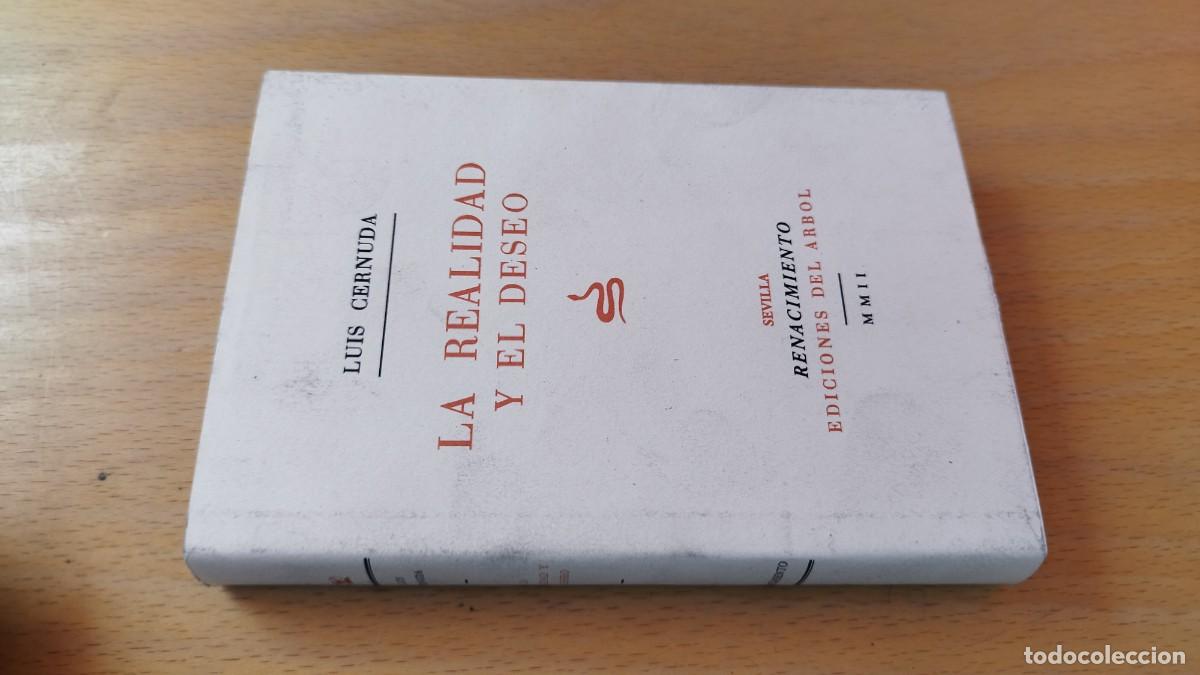 LUIS CERNUDA
LA REALIDAD
Y EL DESEO
SEVILLA
RENACIMIENTO
EDICIONES DEL ARBOL
MMII
todocoleccion